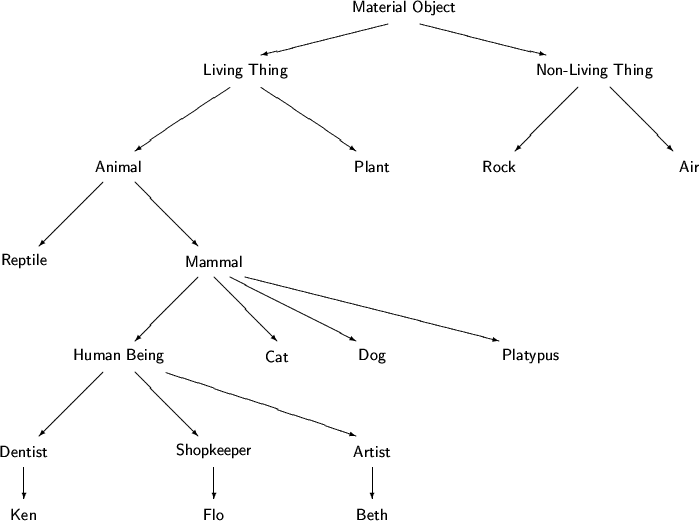 Material Object
Living Thing
Non-Living Thing
Animal
Plant
Rock
Air
Reptile
Mammal
Human Being
Cat
Dog
Platypus
Dentist
Shopkeeper
Artist
Ken
Flo
Beth